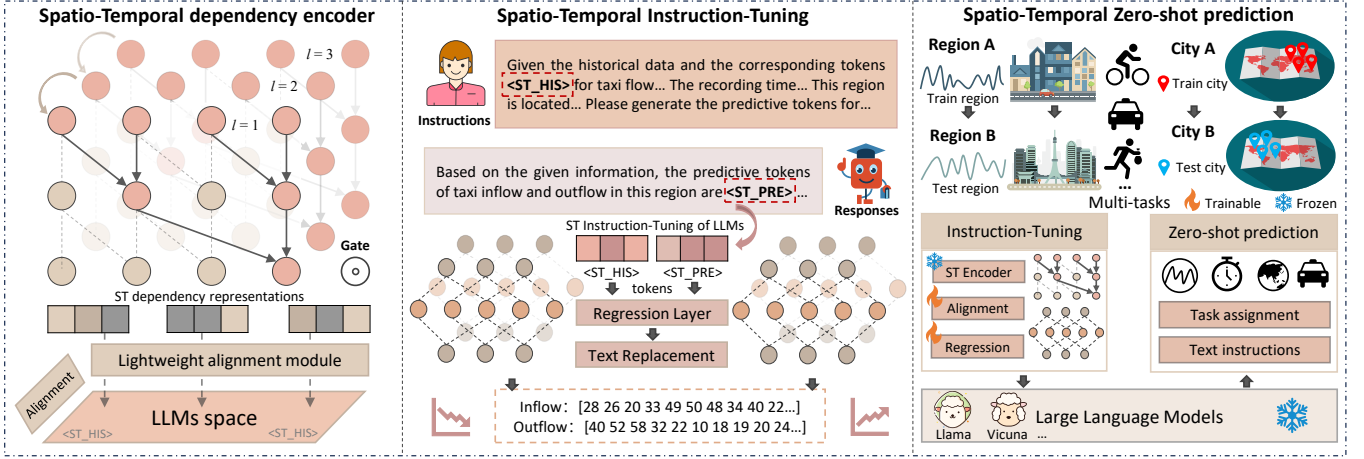 Spatio-Temporal dependency encoder
l = 3
l = 2
l = 1
Gate
ST dependency representations
Lightweight alignment module
Alignment
LLMs space
<ST_HIS>
<ST_HIS>
Spatio-Temporal Instruction-Tuning
Given the historical data and the corresponding tokens
<ST_HIS> for taxi flow... The recording time... This region
is located... Please generate the predictive tokens for...
Instructions
Based on the given information, the predictive tokens
of taxi inflow and outflow in this region are <ST_PRE>...
Responses
ST Instruction-Tuning of LLMs
<ST_HIS>
<ST_PRE>
tokens
Regression Layer
Text Replacement
Inflow: [28 26 20 33 49 50 48 34 40 22...]
Outflow: [40 52 58 32 22 10 18 19 20 24...]
Spatio-Temporal Zero-shot prediction
Region A
Train region
City A
Train city
Region B
Test region
City B
Test city
...
Multi-tasks
Trainable
Frozen
Instruction-Tuning
ST Encoder
Alignment
Regression
Zero-shot prediction
Task assignment
Text instructions
Large Language Models
Llama
Vicuna
...